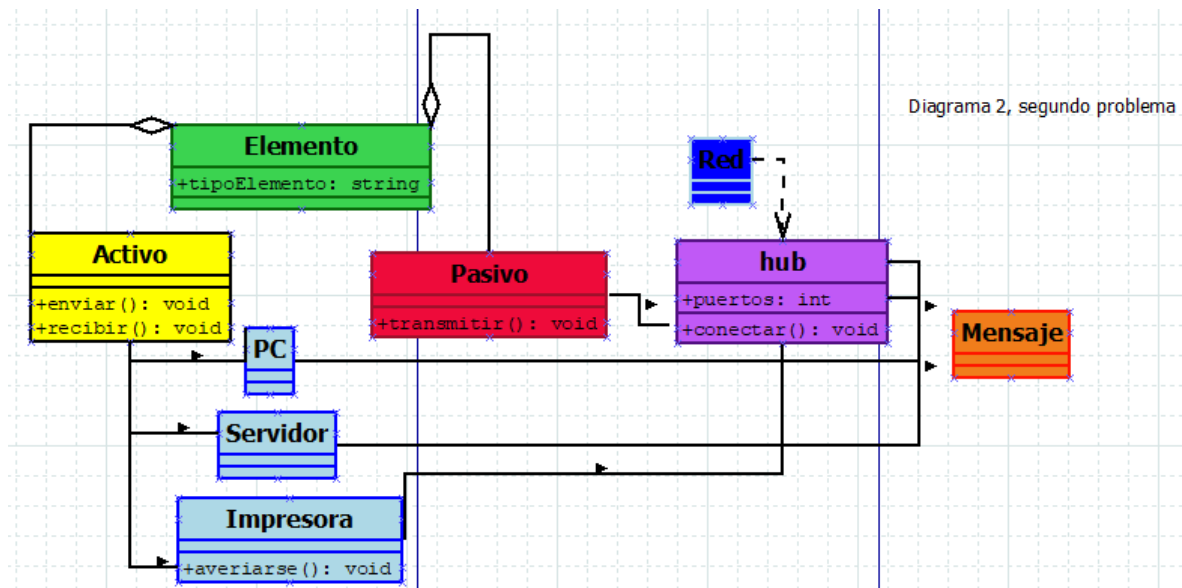 Diagrama 2, segundo problema
Elemento
+tipoElemento: string
Red
Activo
+enviar(): void
+recibir(): void
Pasivo
+transmitir(): void
hub
+puertos: int
+conectar(): void
Mensaje
PC
Servidor
Impresora
+averiarse(): void